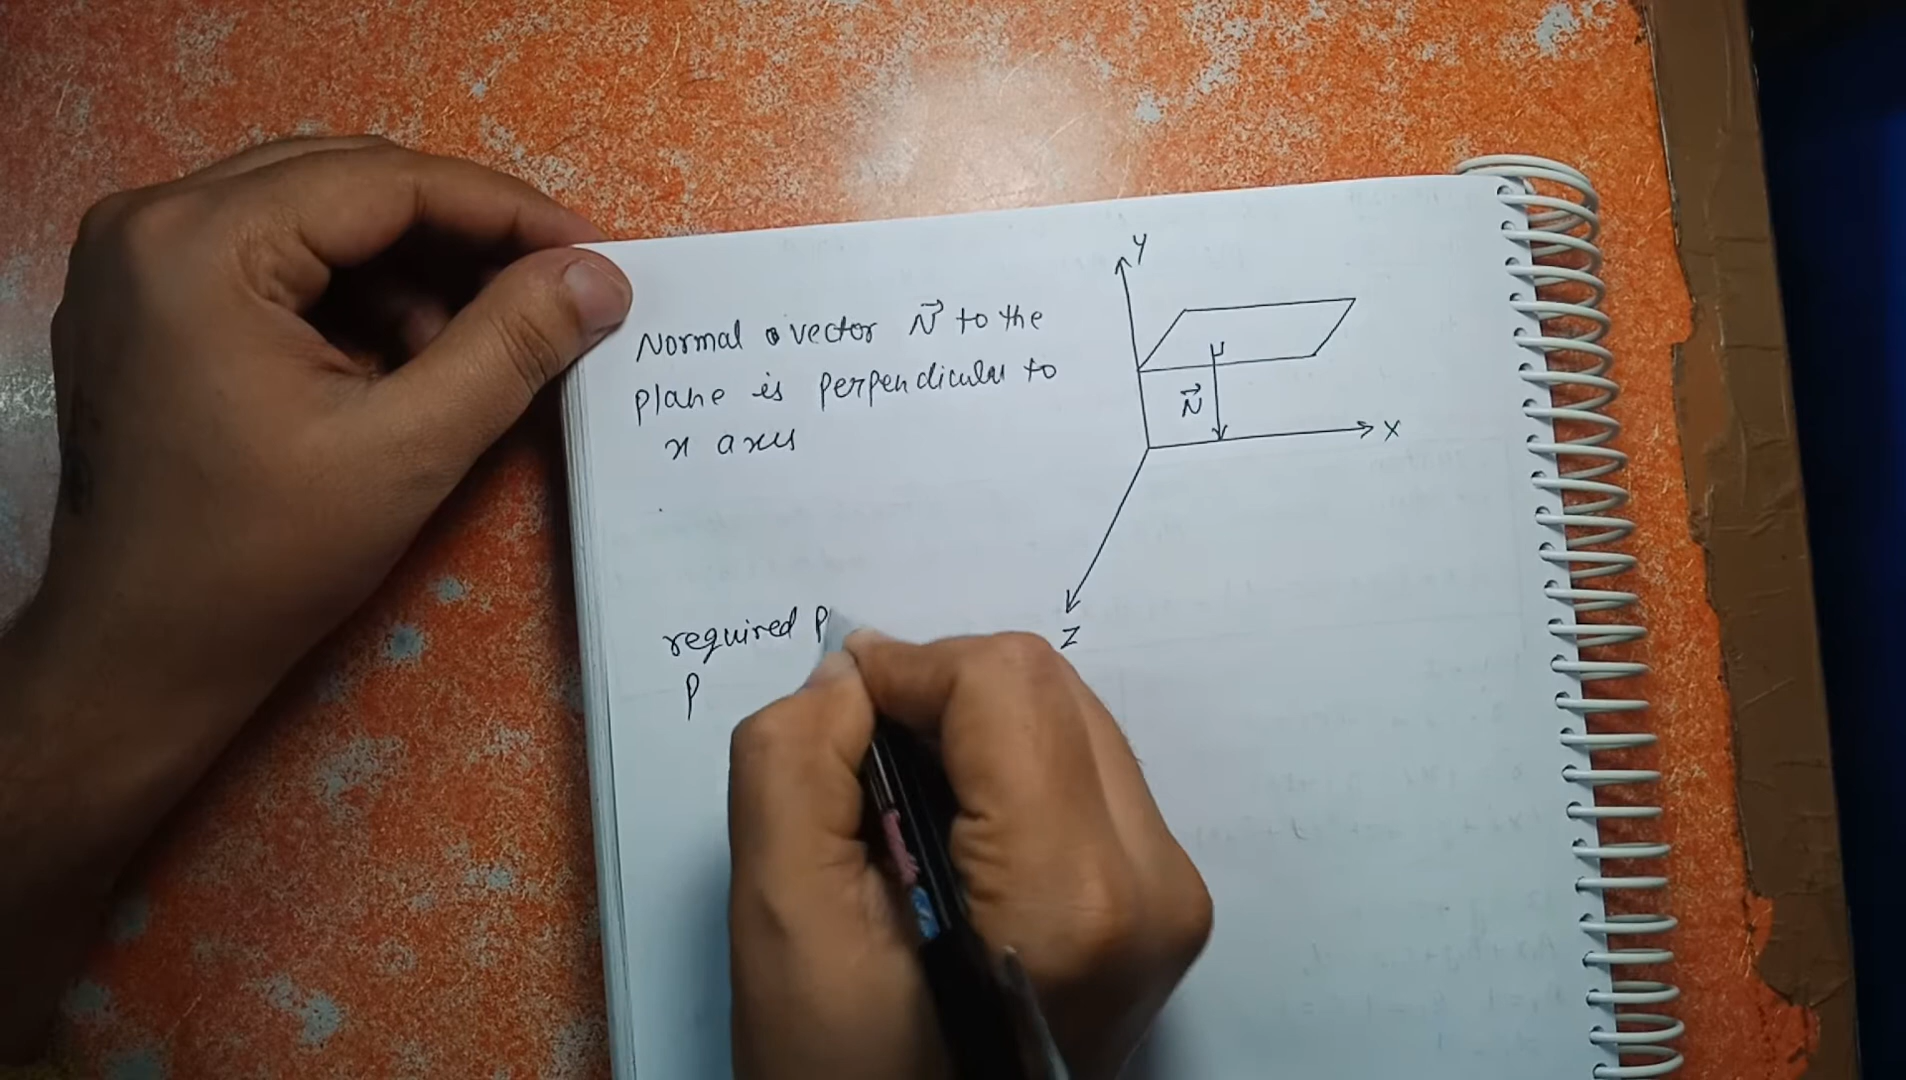 Normal vector N⃗ to the
plane is perpendicular to
x axis
Y
N⃗
X
Z
required P
P